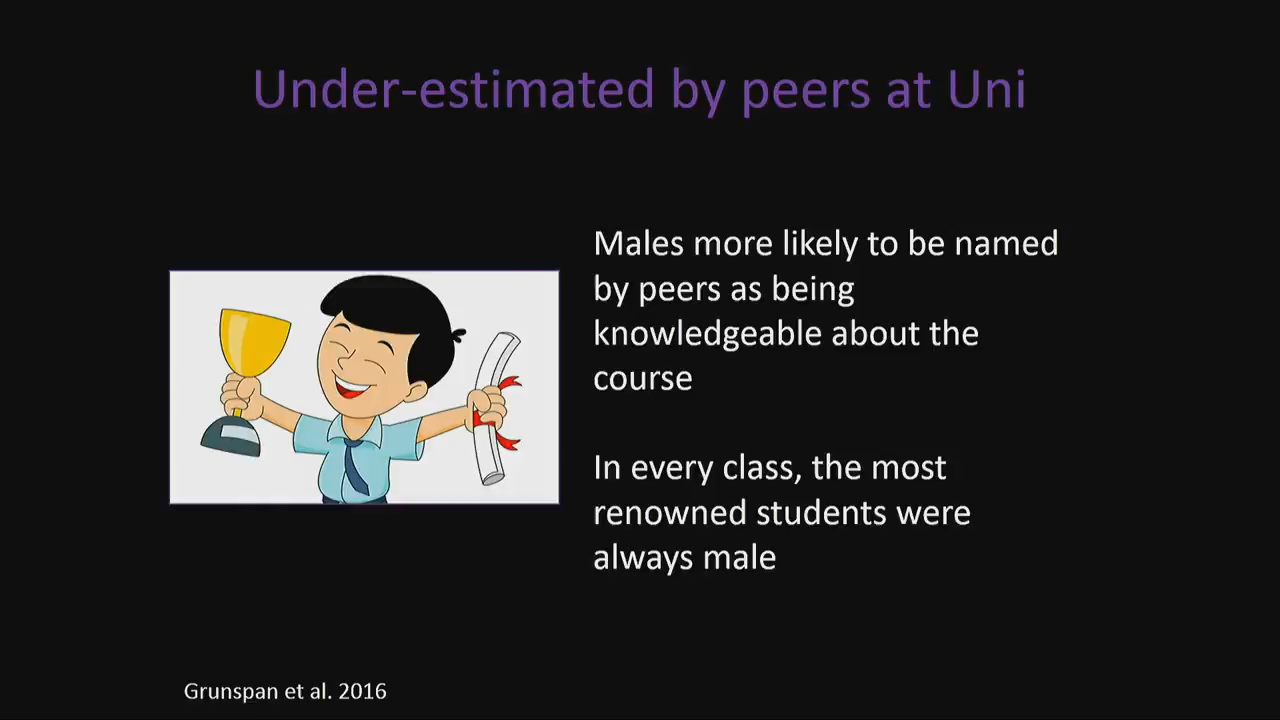 Under-estimated by peers at Uni
Males more likely to be named
by peers as being
knowledgeable about the
course
In every class, the most
renowned students were
always male
Grunspan et al. 2016